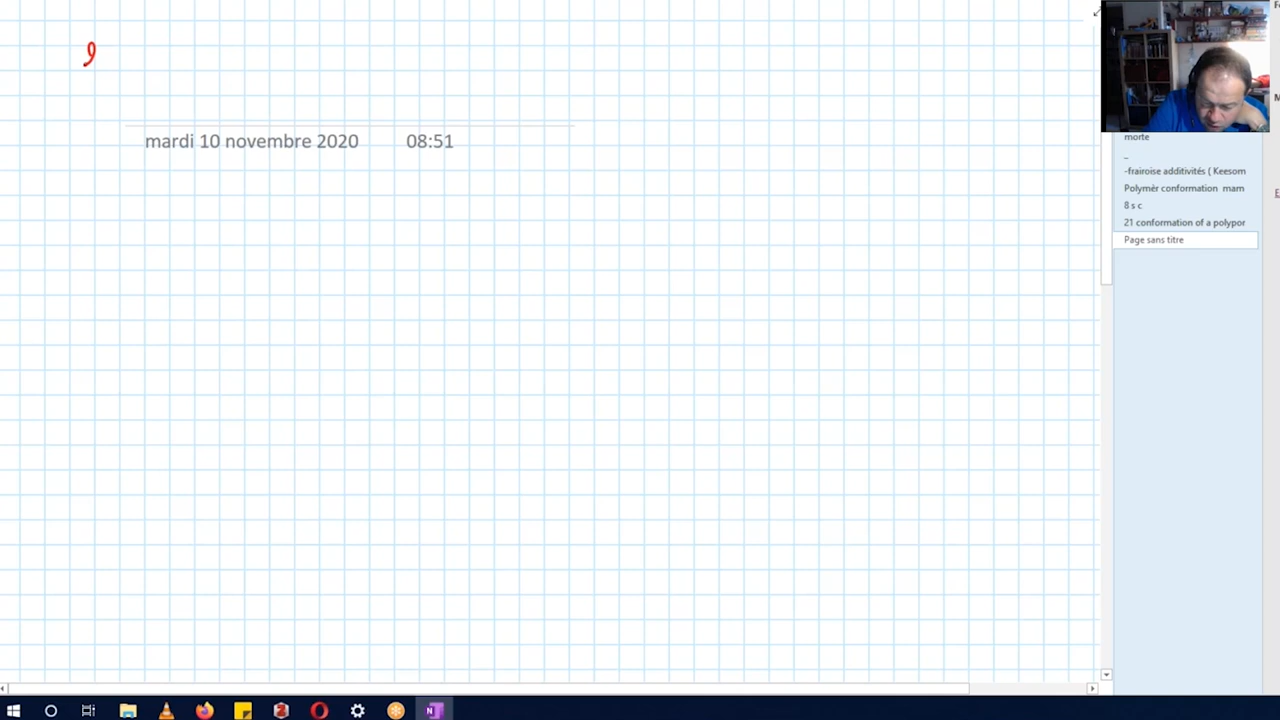 9
mardi 10 novembre 2020 08:51
morte
_
-frairoise additivités ( Keesom
Polymèr conformation mam
8 s c
21 conformation of a polypor
Page sans titre